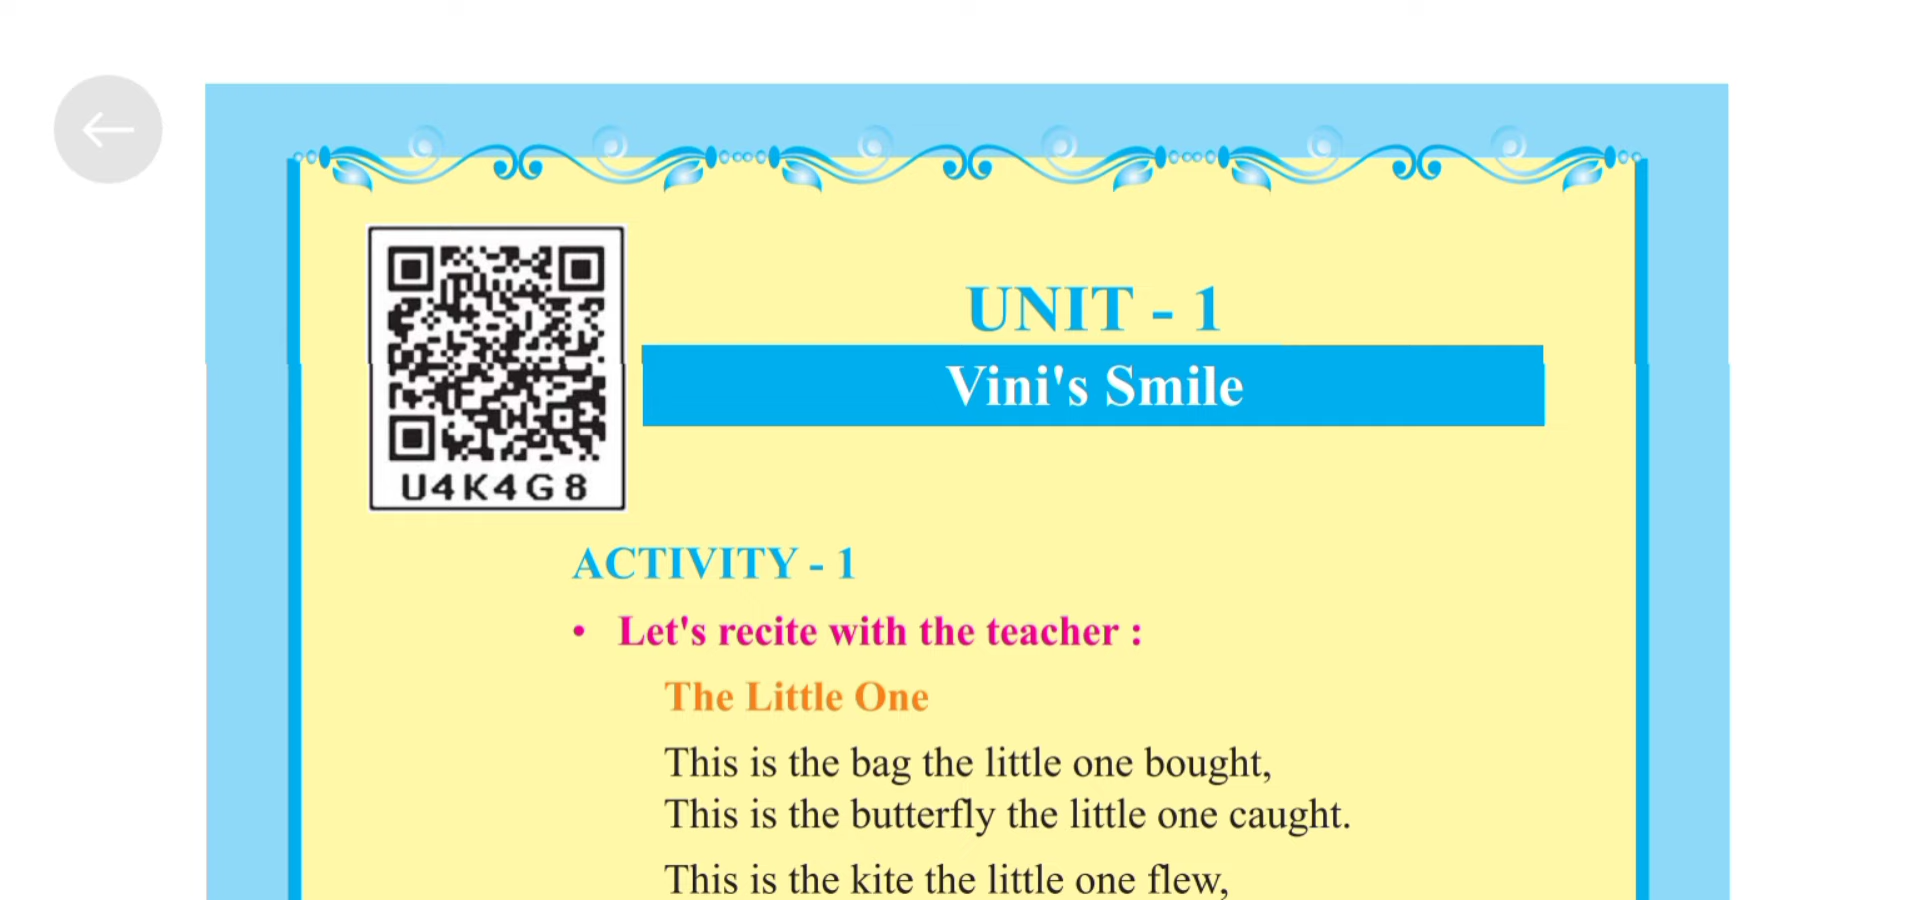 UNIT - 1
Vini's Smile
U4K4G8
ACTIVITY - 1
• Let's recite with the teacher :
The Little One
This is the bag the little one bought,
This is the butterfly the little one caught.
This is the kite the little one flew,